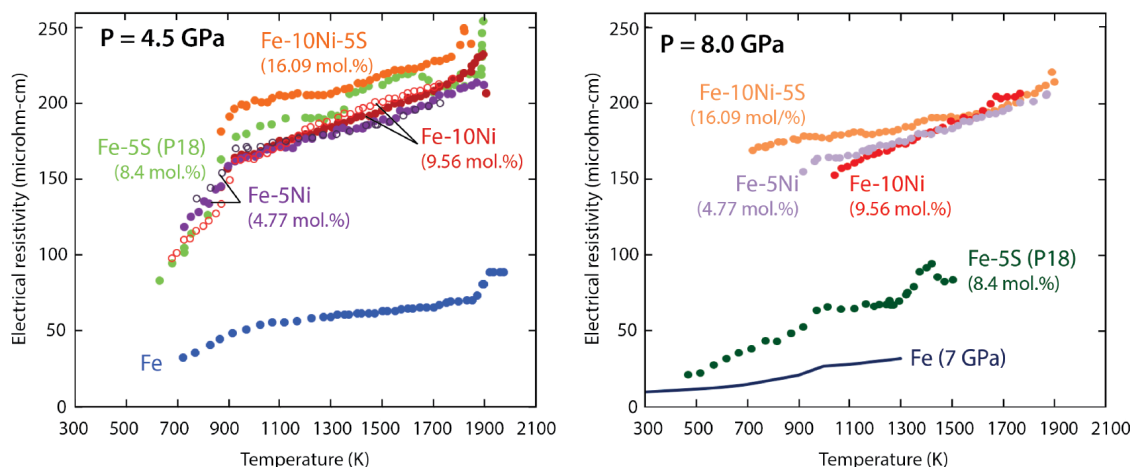 P = 4.5 GPa
Electrical resistivity (microhm-cm)
250
200
150
100
50
0
Fe-10Ni-5S
(16.09 mol.%)
Fe-5S (P18)
(8.4 mol.%)
Fe-10Ni
(9.56 mol.%)
Fe-5Ni
(4.77 mol.%)
Fe
300 500 700 900 1100 1300 1500 1700 1900 2100
Temperature (K)
P = 8.0 GPa
Electrical resistivity (microhm-cm)
250
200
150
100
50
0
Fe-10Ni-5S
(16.09 mol/%)
Fe-5Ni
(4.77 mol.%)
Fe-10Ni
(9.56 mol.%)
Fe-5S (P18)
(8.4 mol.%)
Fe (7 GPa)
300 500 700 900 1100 1300 1500 1700 1900 2100
Temperature (K)